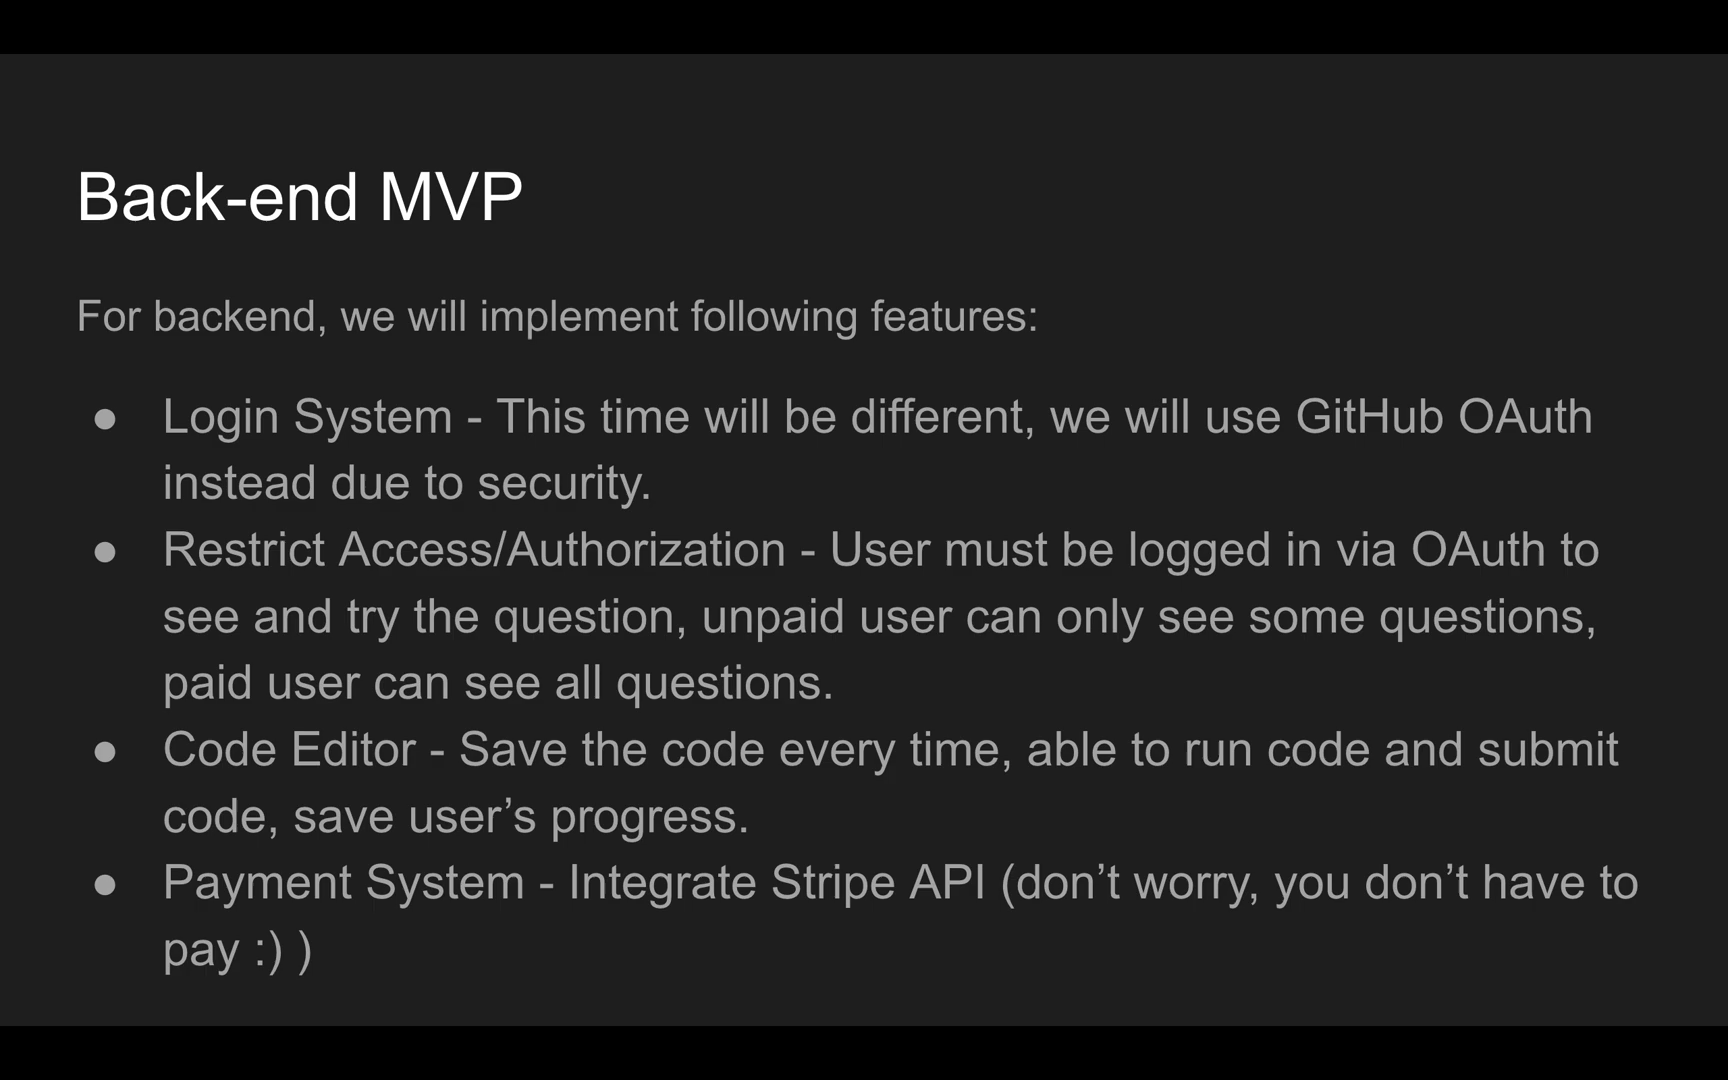 Back-end MVP
For backend, we will implement following features:
● Login System - This time will be different, we will use GitHub OAuth
instead due to security.
● Restrict Access/Authorization - User must be logged in via OAuth to
see and try the question, unpaid user can only see some questions,
paid user can see all questions.
● Code Editor - Save the code every time, able to run code and submit
code, save user’s progress.
● Payment System - Integrate Stripe API (don’t worry, you don’t have to
pay :) )